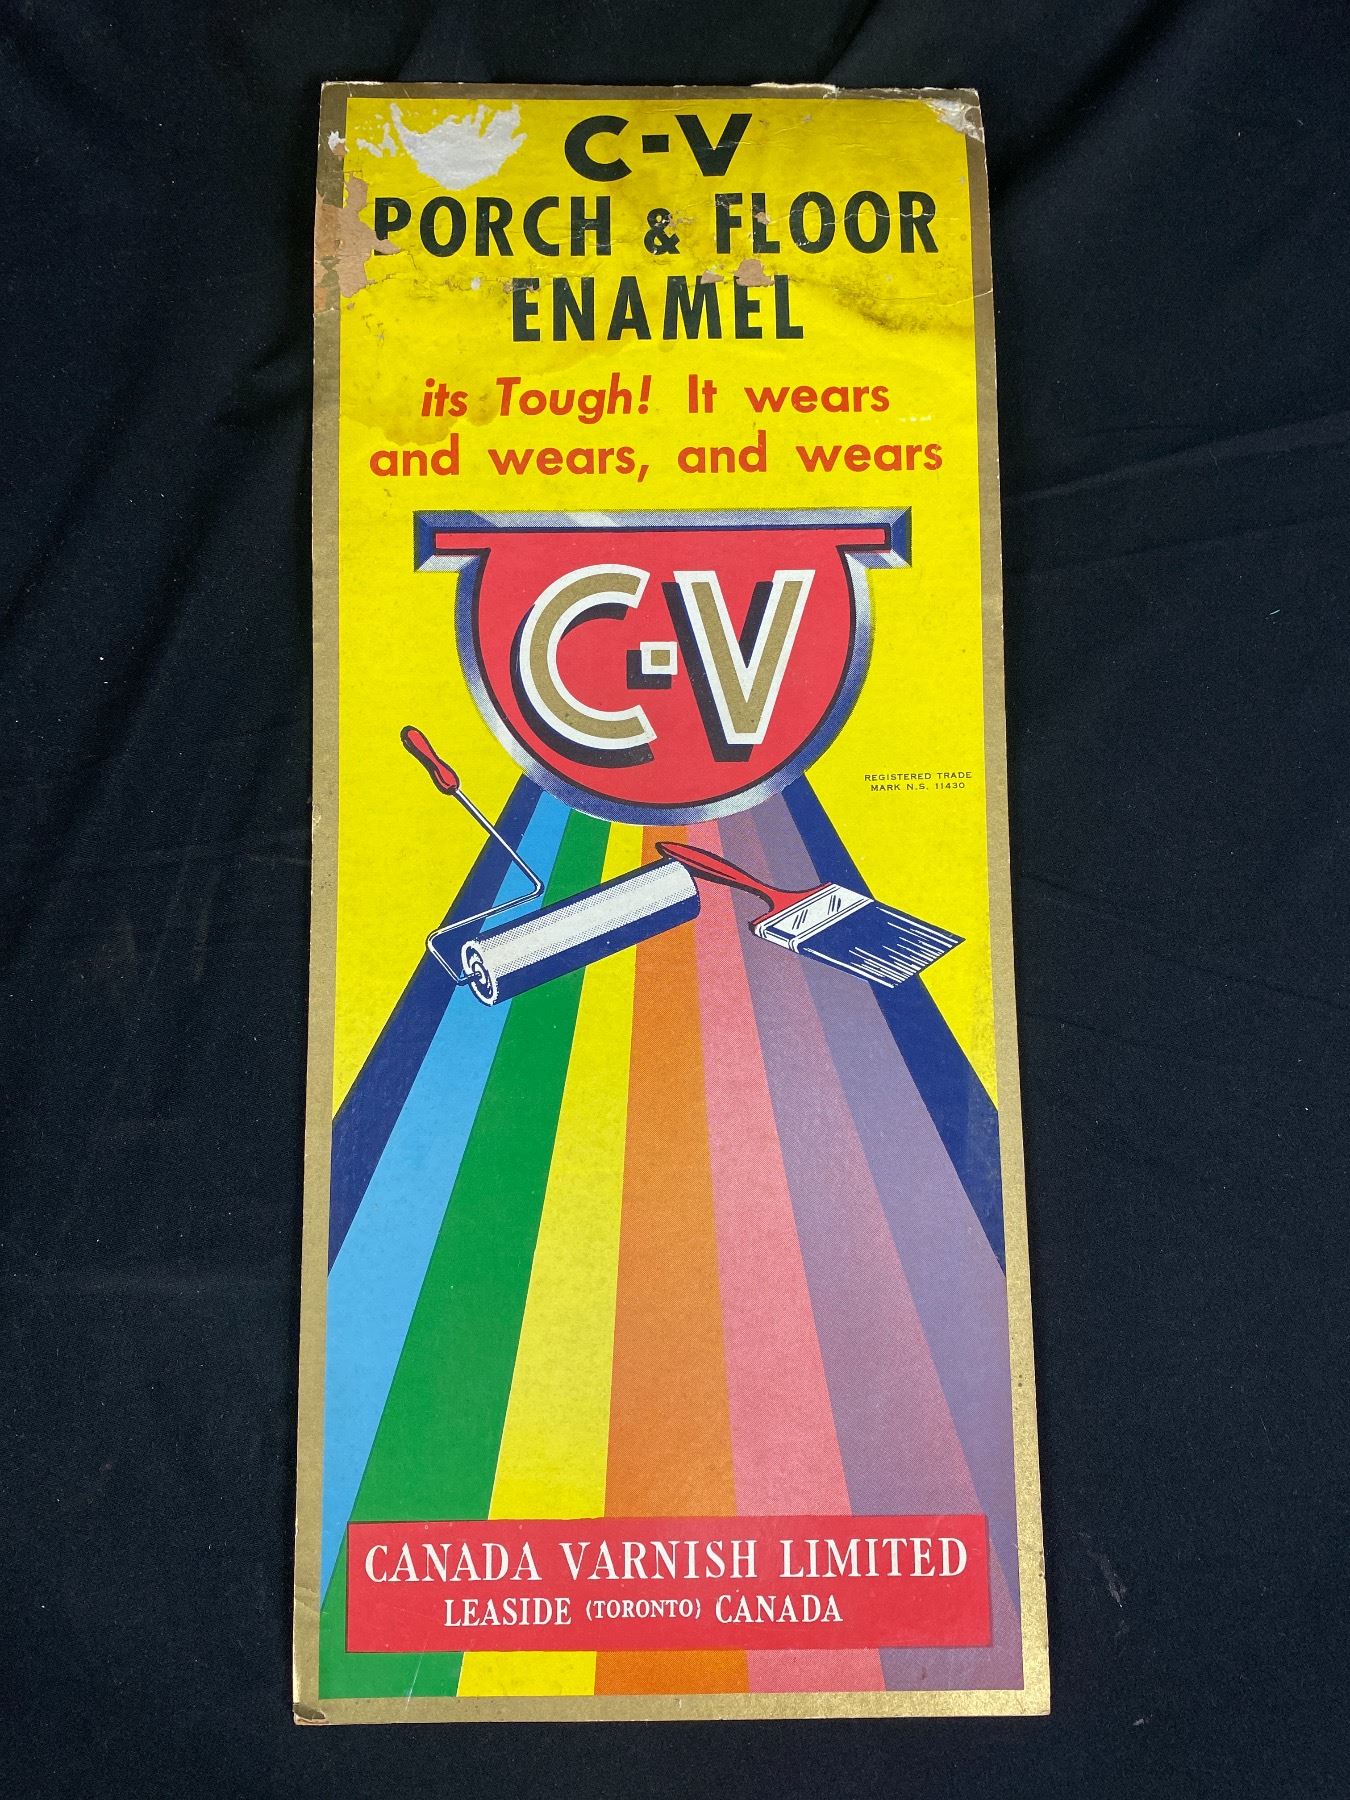 C-V
PORCH & FLOOR
ENAMEL
its Tough! It wears
and wears, and wears
C-V
REGISTERED TRADE
MARK N.S. 11430
CANADA VARNISH LIMITED
LEASIDE (TORONTO) CANADA